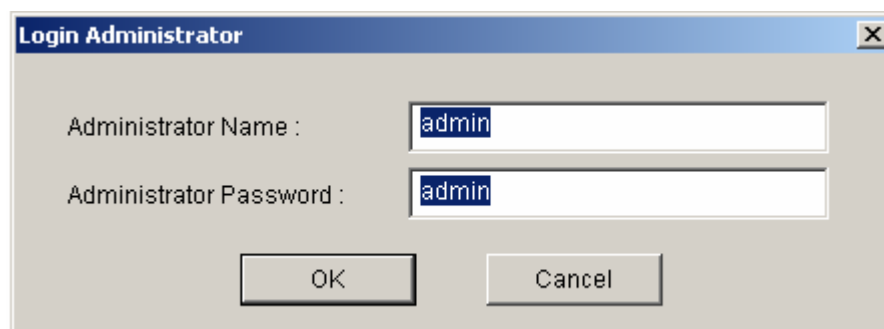 Login Administrator
Administrator Name : admin
Administrator Password : admin
OK Cancel